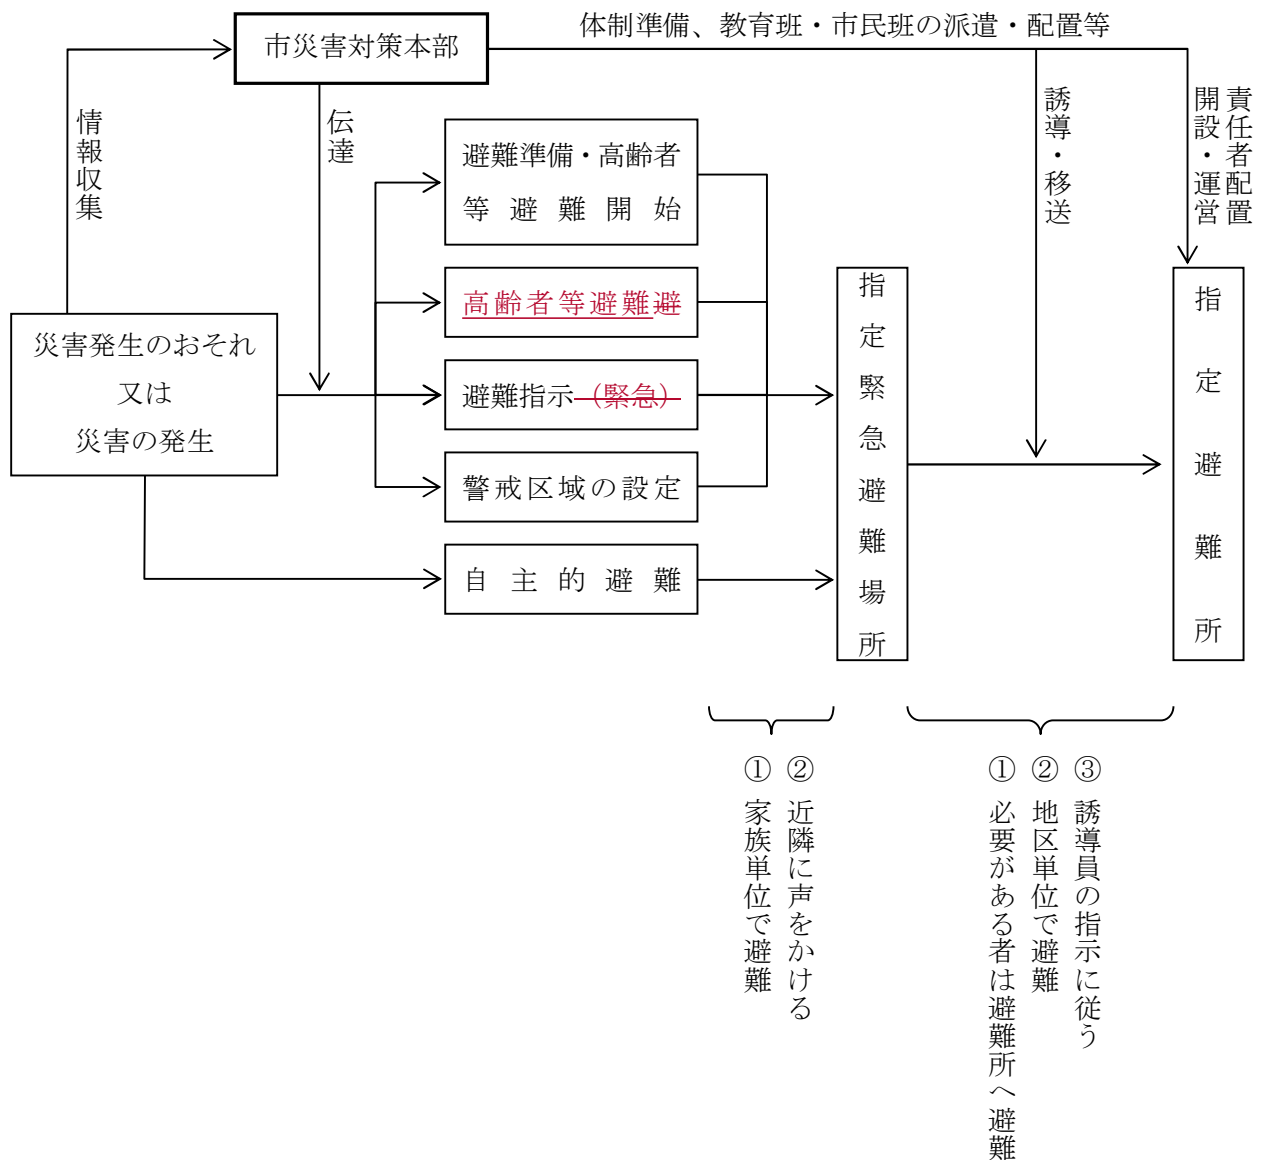 体制準備、教育班・市民班の派遣・配置等
市災害対策本部
情報収集
伝達
誘導・移送
責任者配置
開設・運営
避難準備・高齢者
等避難開始
高齢者等避難避
避難指示（緊急）
警戒区域の設定
自主的避難
災害発生のおそれ
又は
災害の発生
指定緊急避難場所
指定避難所
① 家族単位で避難
② 近隣に声をかける
① 必要がある者は避難所へ避難
② 地区単位で避難
③ 誘導員の指示に従う